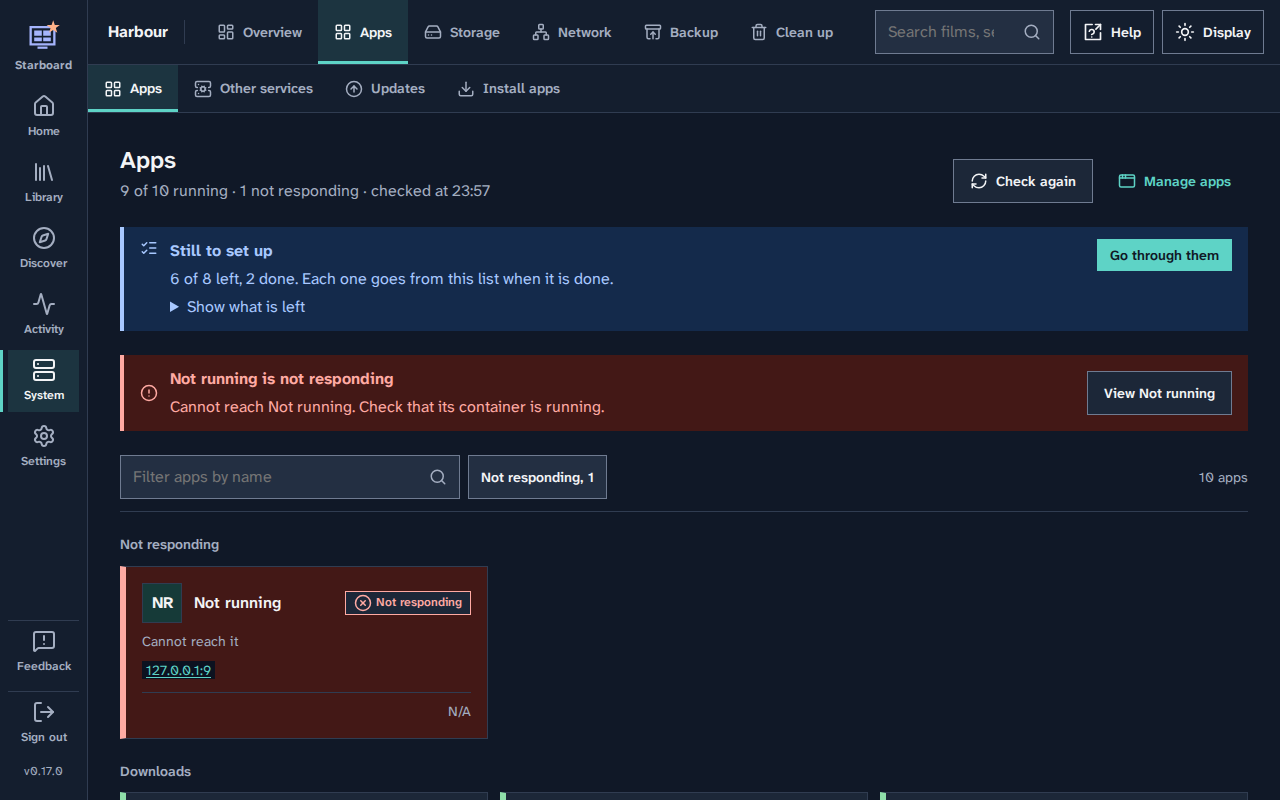 Starboard
Home
Library
Discover
Activity
System
Settings
Feedback
Sign out
v0.17.0
Harbour
Overview
Apps
Storage
Network
Backup
Clean up
Search films, se
Help
Display
Apps
Other services
Updates
Install apps
Apps
9 of 10 running · 1 not responding · checked at 23:57
Check again
Manage apps
Still to set up
6 of 8 left, 2 done. Each one goes from this list when it is done.
Show what is left
Go through them
Not running is not responding
Cannot reach Not running. Check that its container is running.
View Not running
Filter apps by name
Not responding, 1
10 apps
Not responding
NR
Not running
Not responding
Cannot reach it
127.0.0.1:9
N/A
Downloads